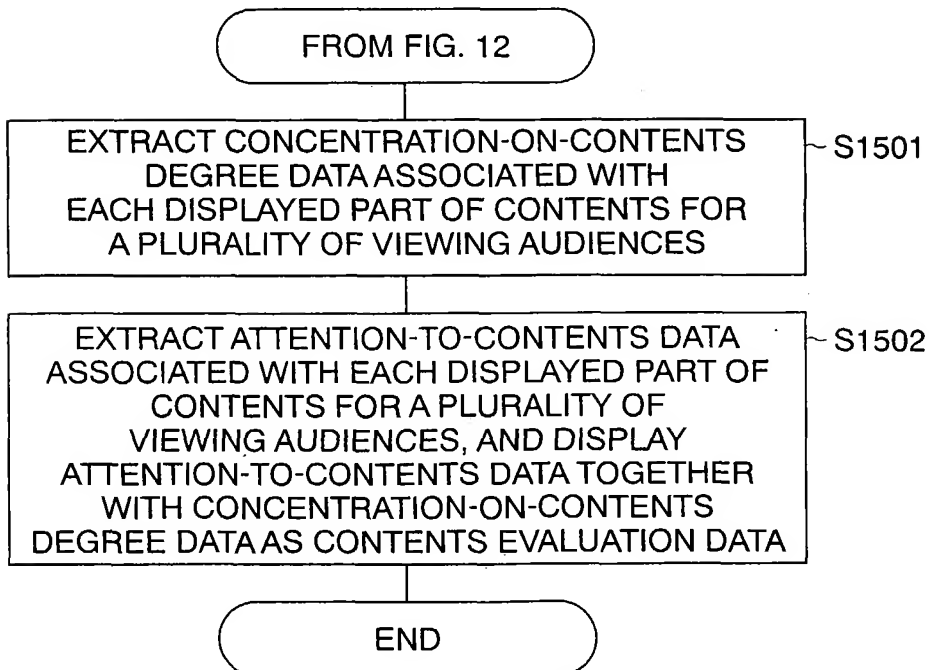 FROM FIG. 12
EXTRACT CONCENTRATION-ON-CONTENTS
DEGREE DATA ASSOCIATED WITH
EACH DISPLAYED PART OF CONTENTS FOR
A PLURALITY OF VIEWING AUDIENCES
~S1501
EXTRACT ATTENTION-TO-CONTENTS DATA
ASSOCIATED WITH EACH DISPLAYED PART OF
CONTENTS FOR A PLURALITY OF
VIEWING AUDIENCES, AND DISPLAY
ATTENTION-TO-CONTENTS DATA TOGETHER
WITH CONCENTRATION-ON-CONTENTS
DEGREE DATA AS CONTENTS EVALUATION DATA
~S1502
END